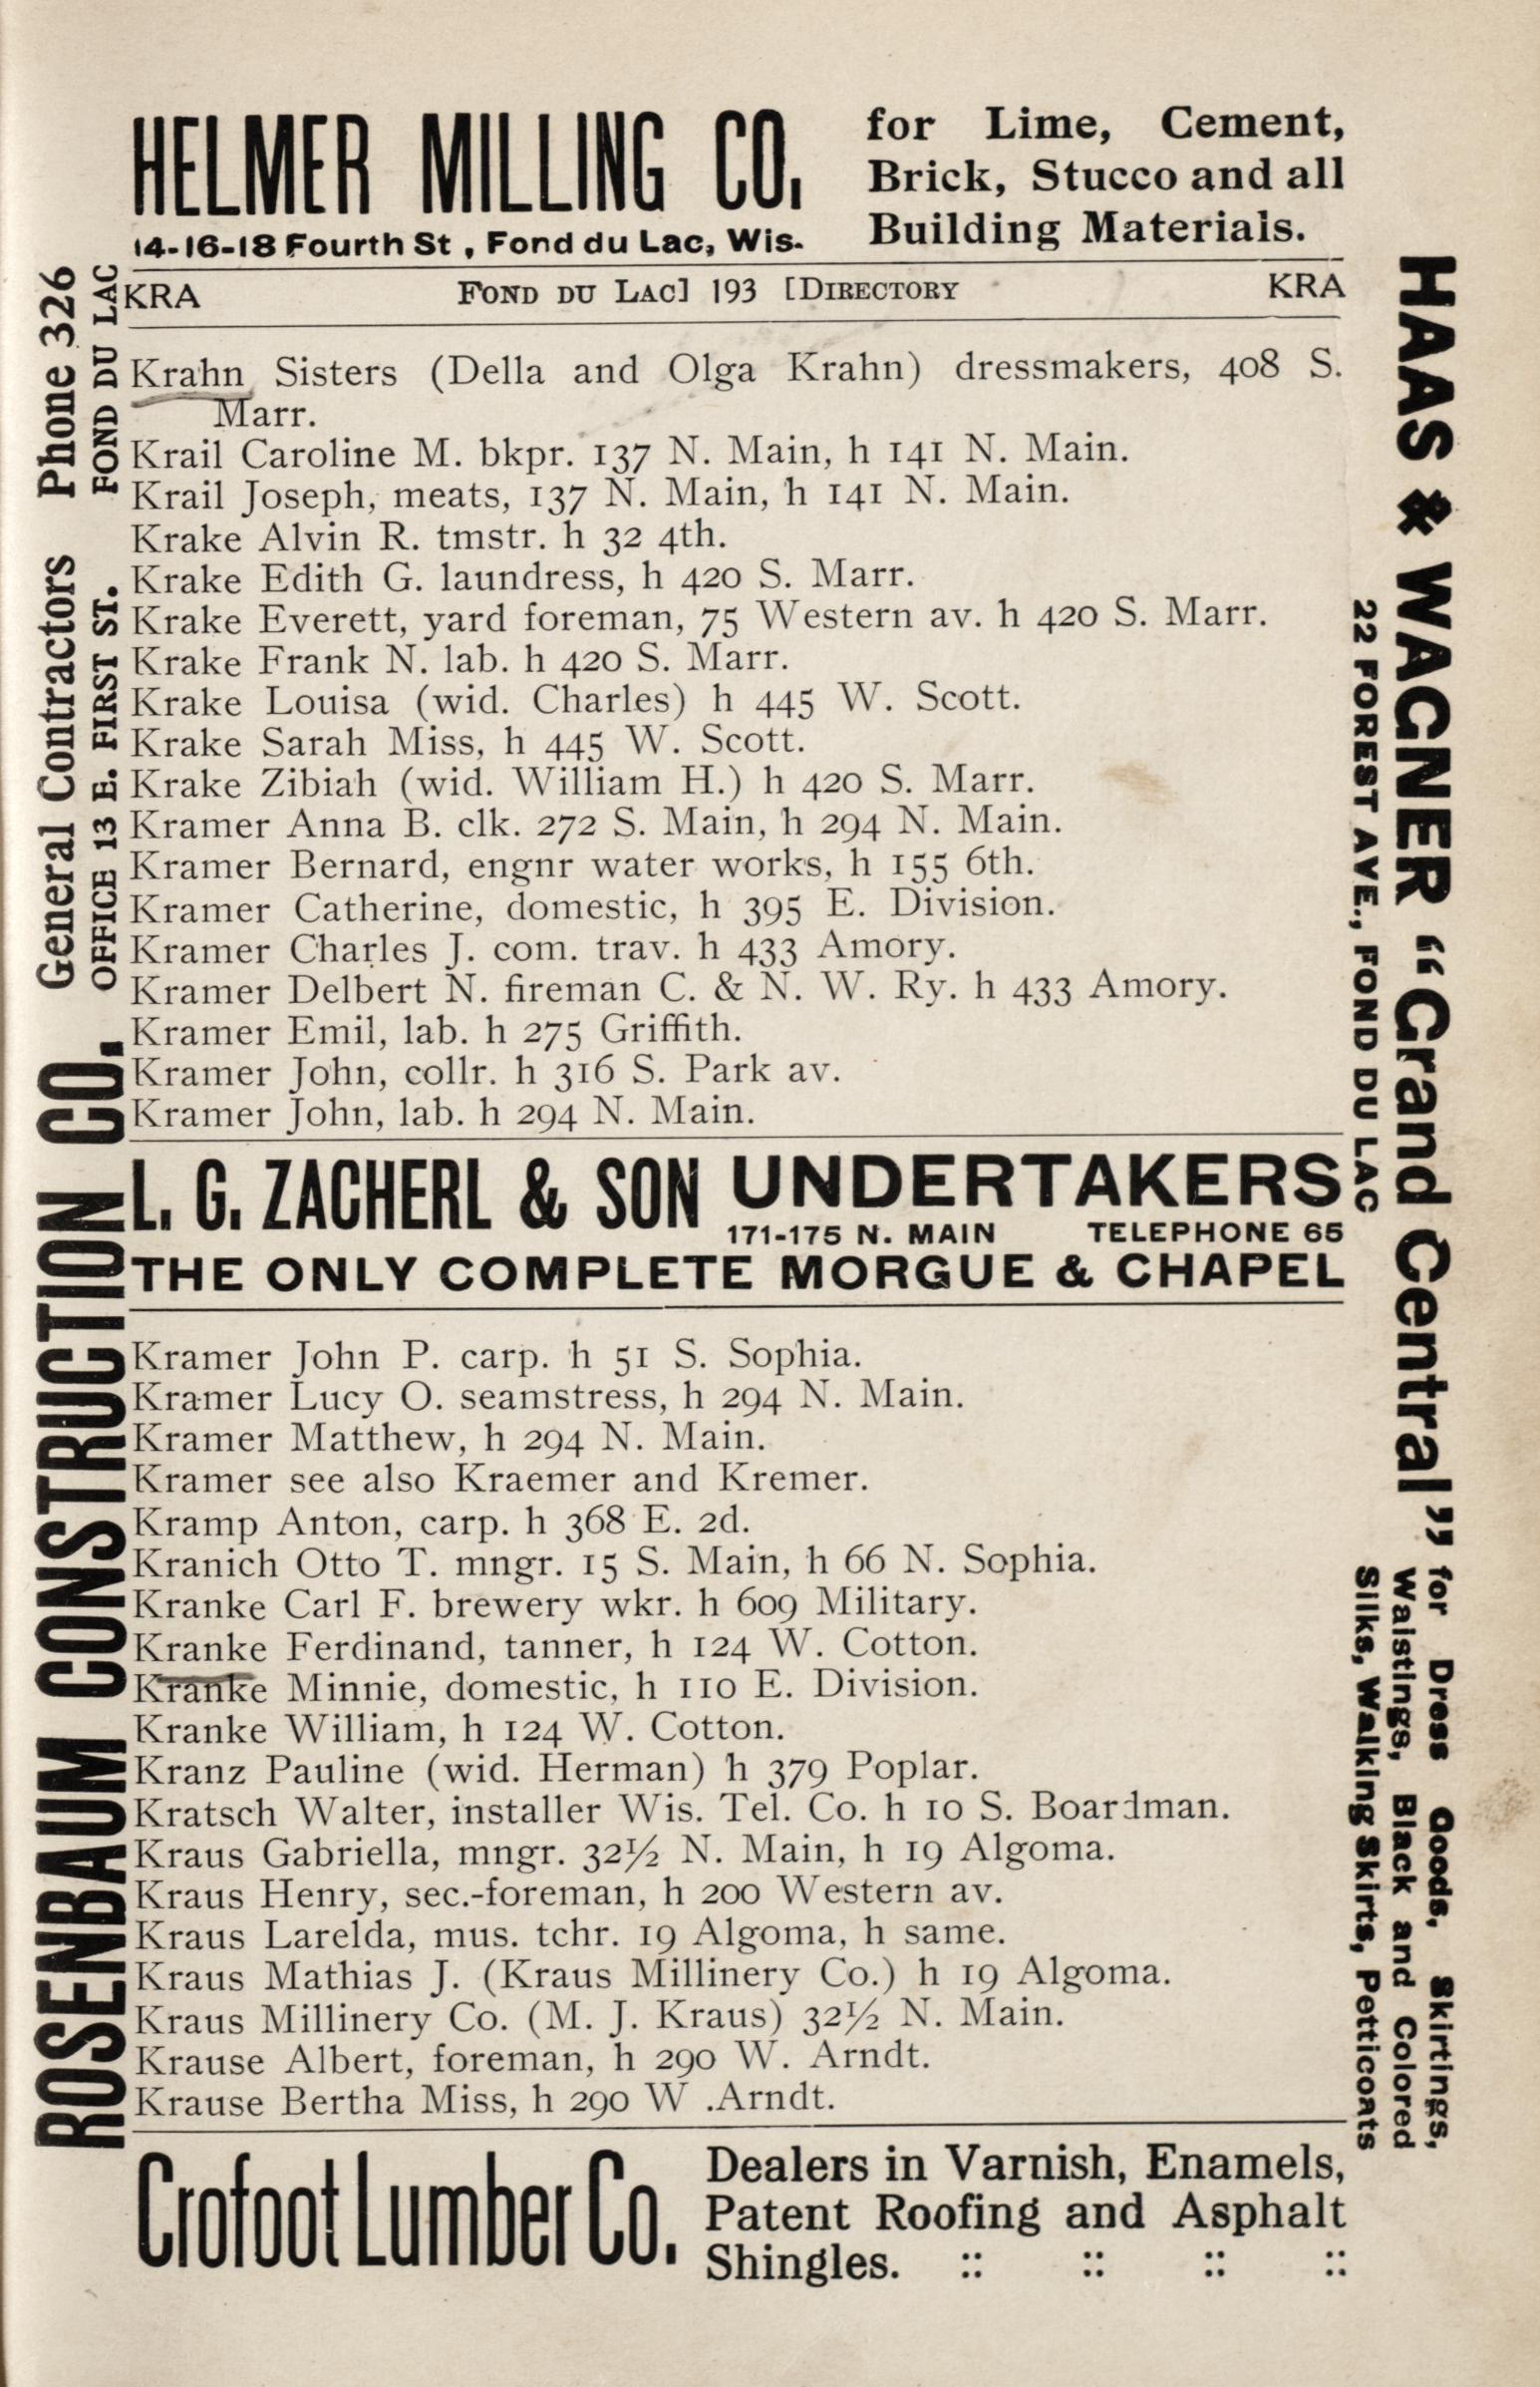 HELMER MILLING CO.
14-16-18 Fourth St , Fond du Lac, Wis.
for Lime, Cement,
Brick, Stucco and all
Building Materials.
KRA FOND DU LAC] 193 [DIRECTORY KRA
Krahn Sisters (Della and Olga Krahn) dressmakers, 408 S.
Marr.
Krail Caroline M. bkpr. 137 N. Main, h 141 N. Main.
Krail Joseph, meats, 137 N. Main, h 141 N. Main.
Krake Alvin R. tmstr. h 32 4th.
Krake Edith G. laundress, h 420 S. Marr.
Krake Everett, yard foreman, 75 Western av. h 420 S. Marr.
Krake Frank N. lab. h 420 S. Marr.
Krake Louisa (wid. Charles) h 445 W. Scott.
Krake Sarah Miss, h 445 W. Scott.
Krake Zibiah (wid. William H.) h 420 S. Marr.
Kramer Anna B. clk. 272 S. Main, h 294 N. Main.
Kramer Bernard, engnr water works, h 155 6th.
Kramer Catherine, domestic, h 395 E. Division.
Kramer Charles J. com. trav. h 433 Amory.
Kramer Delbert N. fireman C. & N. W. Ry. h 433 Amory.
Kramer Emil, lab. h 275 Griffith.
Kramer John, collr. h 316 S. Park av.
Kramer John, lab. h 294 N. Main.
L. G. ZACHERL & SON UNDERTAKERS
171-175 N. MAIN TELEPHONE 65
THE ONLY COMPLETE MORGUE & CHAPEL
Kramer John P. carp. h 51 S. Sophia.
Kramer Lucy O. seamstress, h 294 N. Main.
Kramer Matthew, h 294 N. Main.
Kramer see also Kraemer and Kremer.
Kramp Anton, carp. h 368 E. 2d.
Kranich Otto T. mngr. 15 S. Main, h 66 N. Sophia.
Kranke Carl F. brewery wkr. h 609 Military.
Kranke Ferdinand, tanner, h 124 W. Cotton.
Kranke Minnie, domestic, h 110 E. Division.
Kranke William, h 124 W. Cotton.
Kranz Pauline (wid. Herman) h 379 Poplar.
Kratsch Walter, installer Wis. Tel. Co. h 10 S. Boardman.
Kraus Gabriella, mngr. 32½ N. Main, h 19 Algoma.
Kraus Henry, sec.-foreman, h 200 Western av.
Kraus Larelda, mus. tchr. 19 Algoma, h same.
Kraus Mathias J. (Kraus Millinery Co.) h 19 Algoma.
Kraus Millinery Co. (M. J. Kraus) 32½ N. Main.
Krause Albert, foreman, h 290 W. Arndt.
Krause Bertha Miss, h 290 W .Arndt.
Crofoot Lumber Co.
Dealers in Varnish, Enamels,
Patent Roofing and Asphalt
Shingles. :: :: :: ::
ROSENBAUM CONSTRUCTION CO.
General Contractors Phone 326
OFFICE 13 E. FIRST ST. FOND DU LAC
HAAS & WAGNER "Grand Central"
22 FOREST AVE., FOND DU LAC
for Dress Goods, Skirtings,
Waistings, Black and Colored
Silks, Walking Skirts, Petticoats